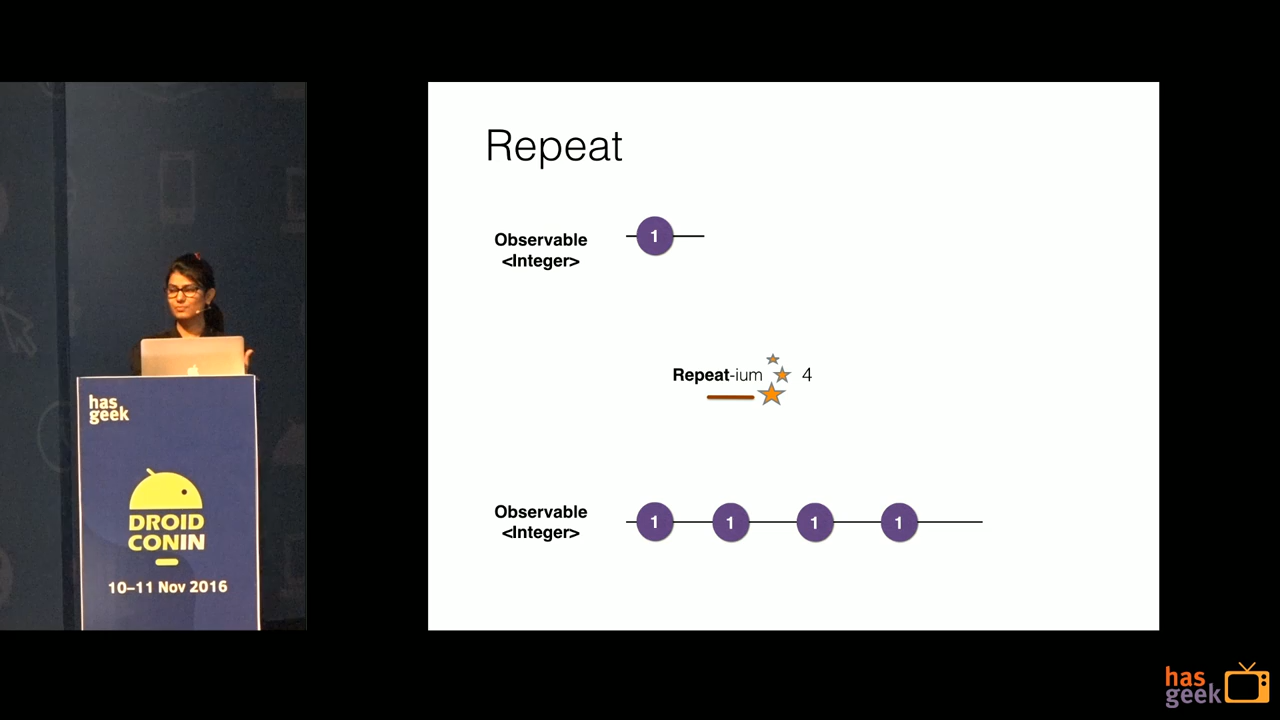 Repeat
Observable
<Integer>
1
Repeat-ium 4
Observable
<Integer>
1 1 1 1
has
geek
DROID
CONIN
10–11 Nov 2016
has
geek